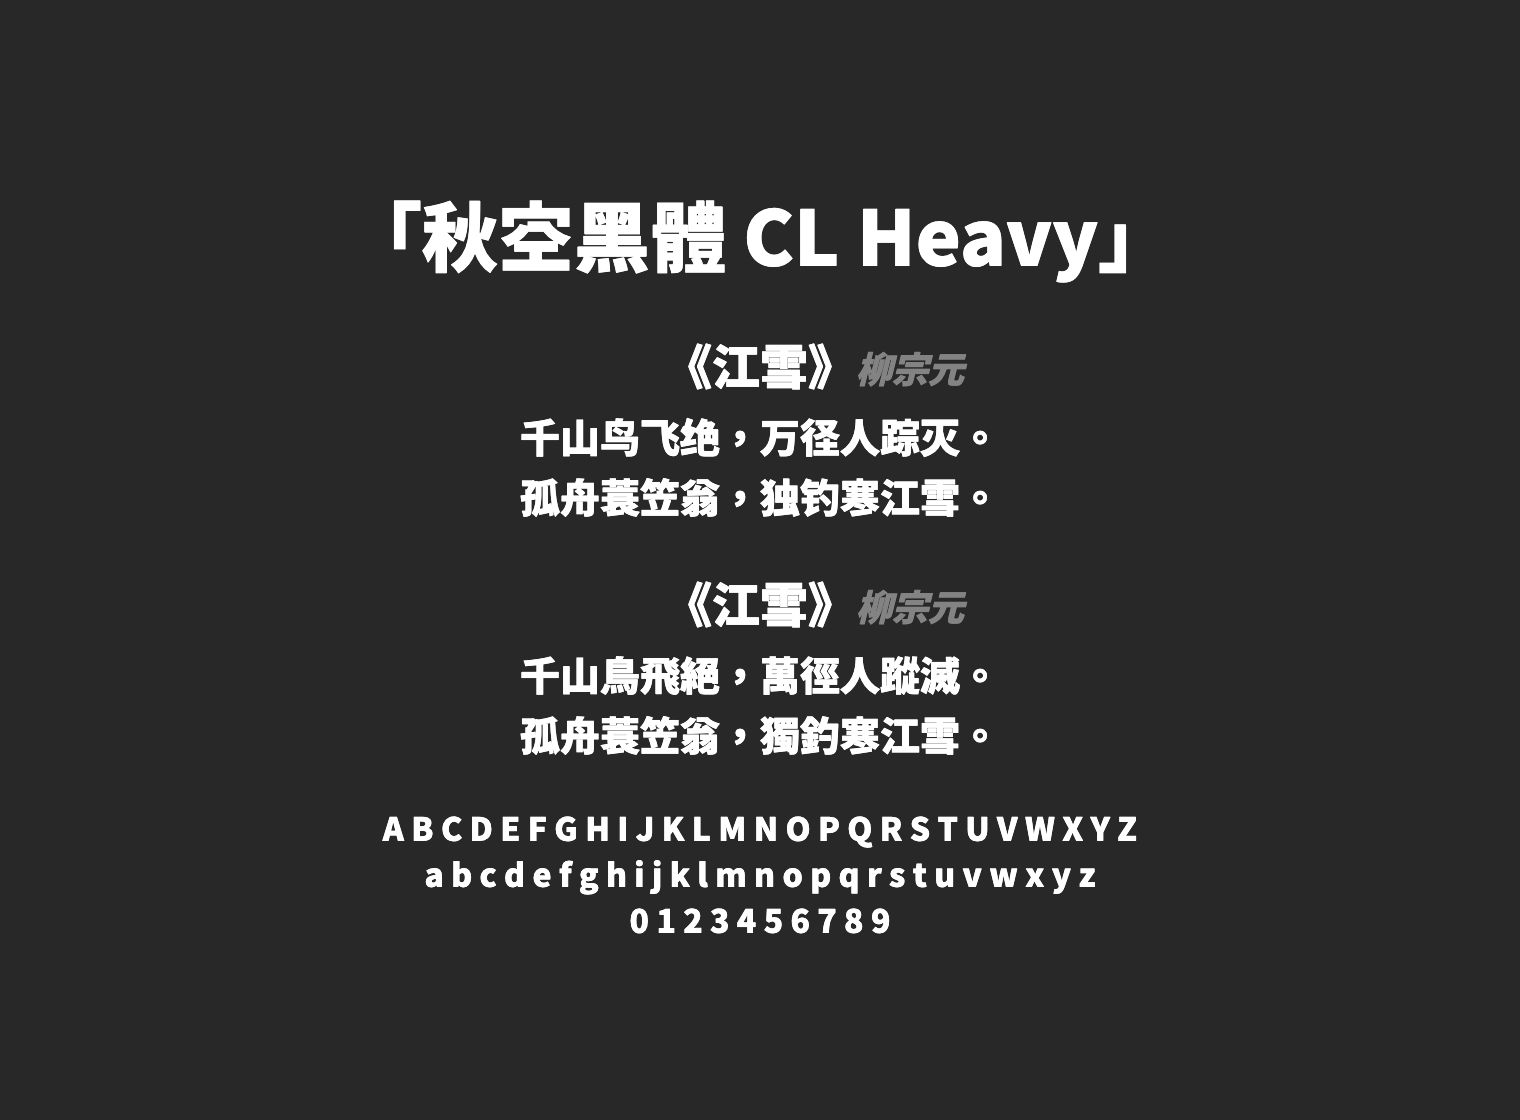 「秋空黑體 CL Heavy」
《江雪》 柳宗元
千山鸟飞绝，万径人踪灭。
孤舟蓑笠翁，独钓寒江雪。
《江雪》 柳宗元
千山鳥飛絕，萬徑人蹤滅。
孤舟蓑笠翁，獨釣寒江雪。
A B C D E F G H I J K L M N O P Q R S T U V W X Y Z
a b c d e f g h i j k l m n o p q r s t u v w x y z
0 1 2 3 4 5 6 7 8 9